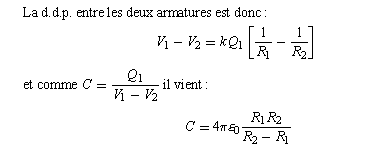 La d.d.p. entre les deux armatures est donc :
V₁ − V₂ = kQ₁ [1/R₁ − 1/R₂]
et comme C = Q₁/(V₁ − V₂) il vient :
C = 4πε₀ R₁R₂/(R₂ − R₁)